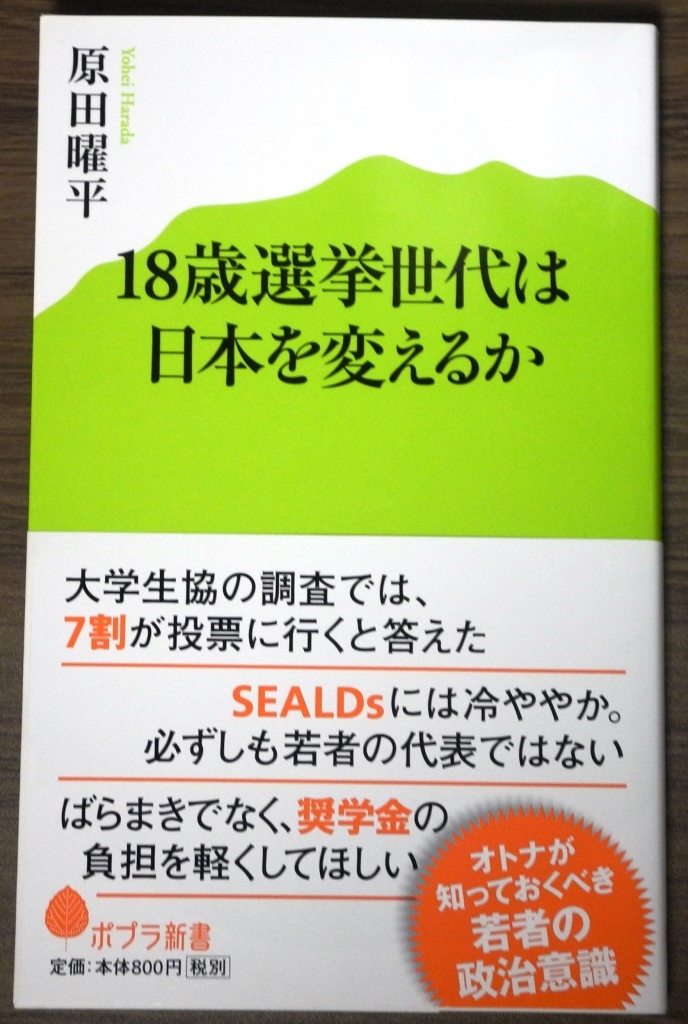 原田曜平
Yohei Harada
18歳選挙世代は
日本を変えるか
大学生協の調査では、
7割が投票に行くと答えた
SEALDsには冷ややか。
必ずしも若者の代表ではない
ばらまきでなく、奨学金の
負担を軽くしてほしい
オトナが
知っておくべき
若者の
政治意識
ポプラ新書
定価:本体800円 税別